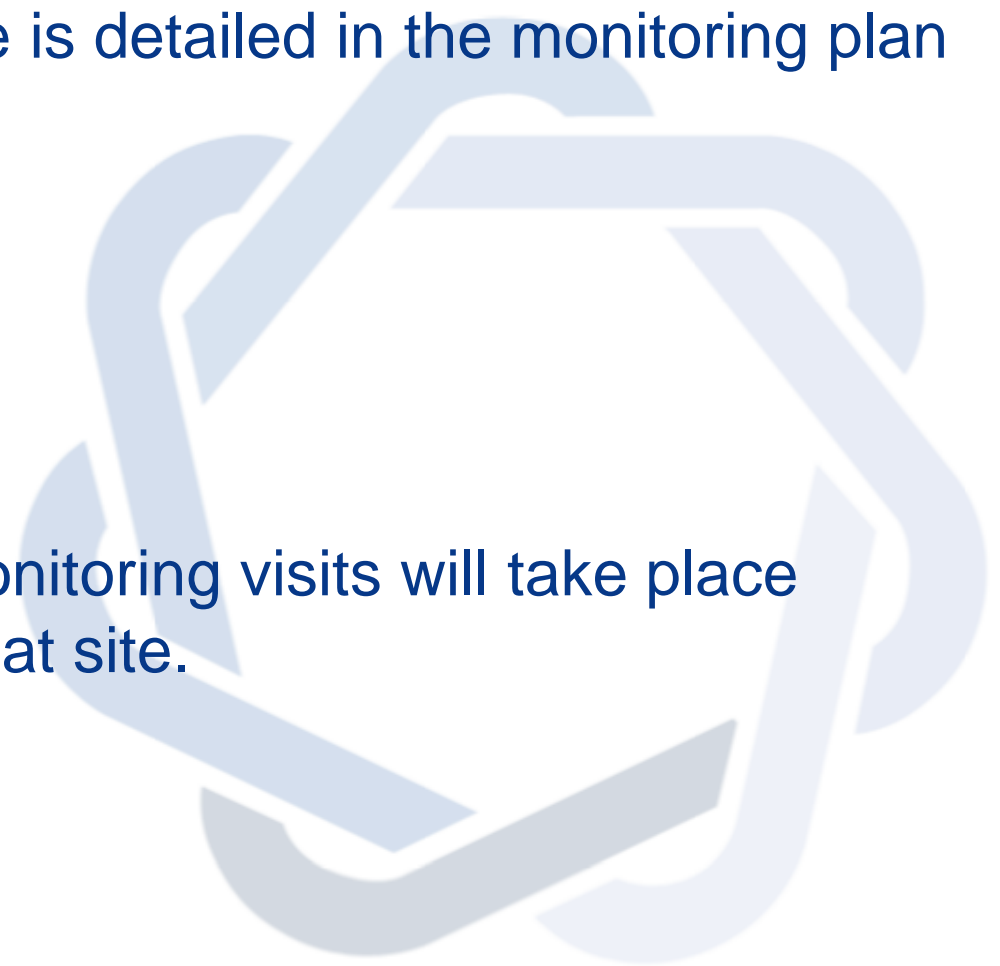 e is detailed in the monitoring plan
onitoring visits will take place
at site.